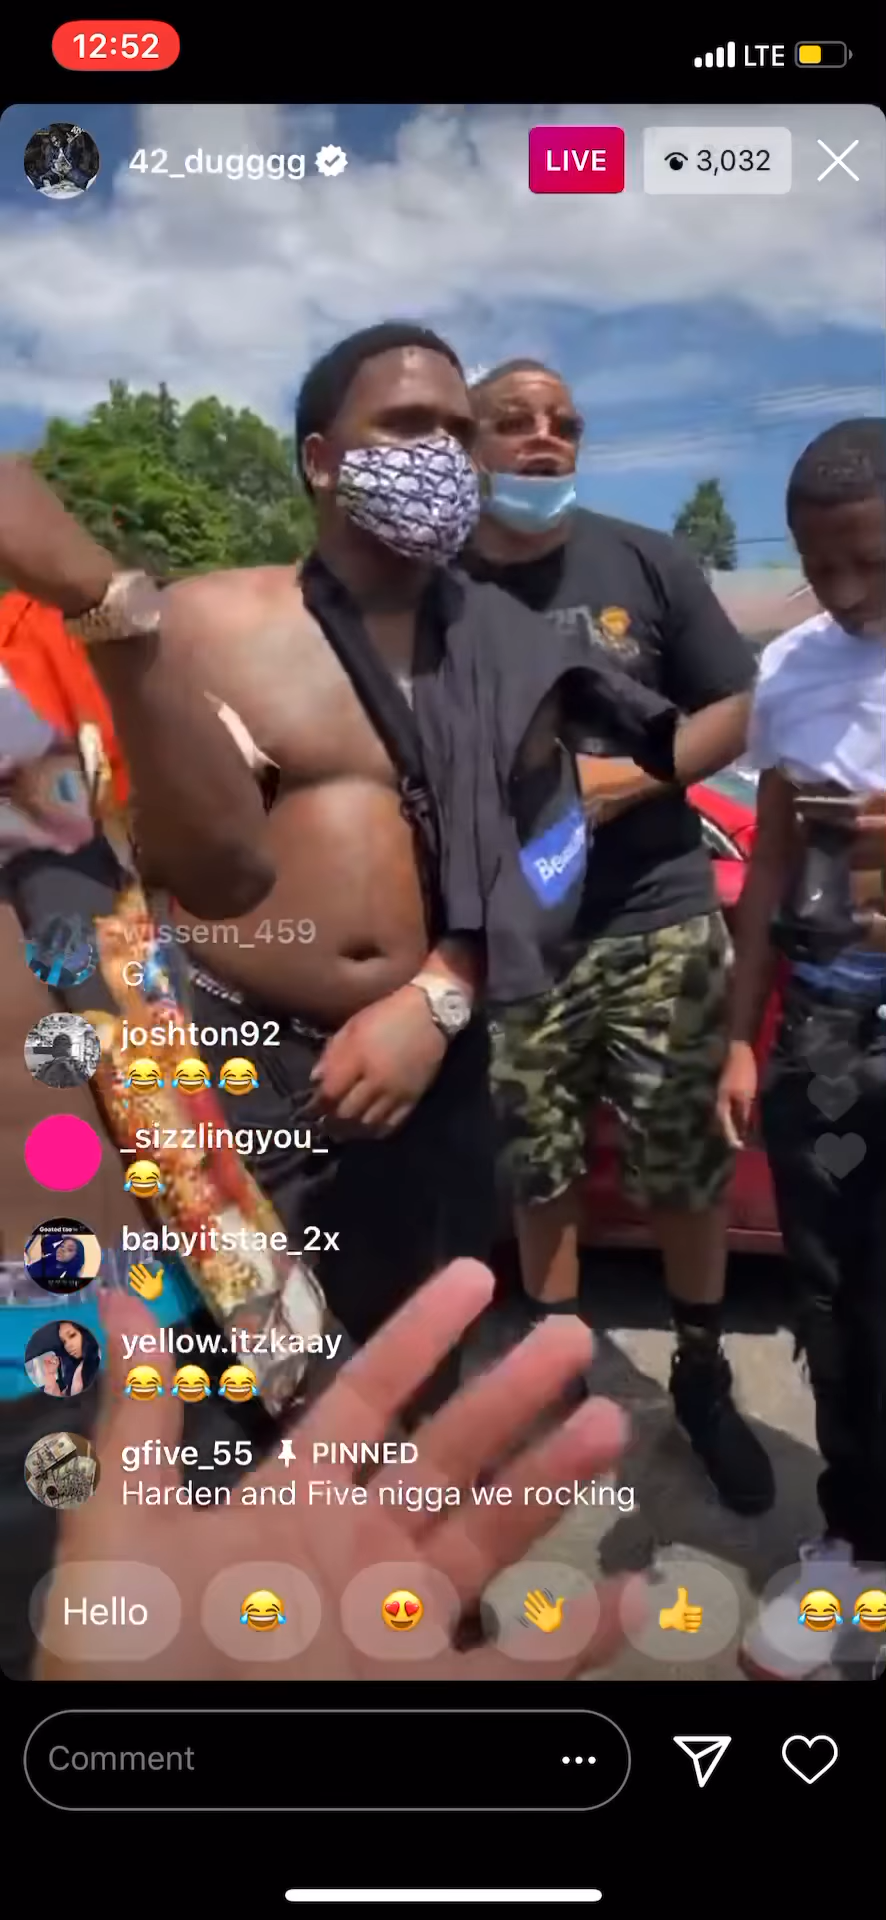 12:52
LTE
42_dugggg
LIVE
3,032
wissem_459
G
joshton92
😂😂😂
_sizzlingyou_
😂
babyitstae_2x
👋
yellow.itzkaay
😂😂😂
gfive_55 PINNED
Harden and Five nigga we rocking
Hello 😂 😍 👋 👍 😂😂
Comment